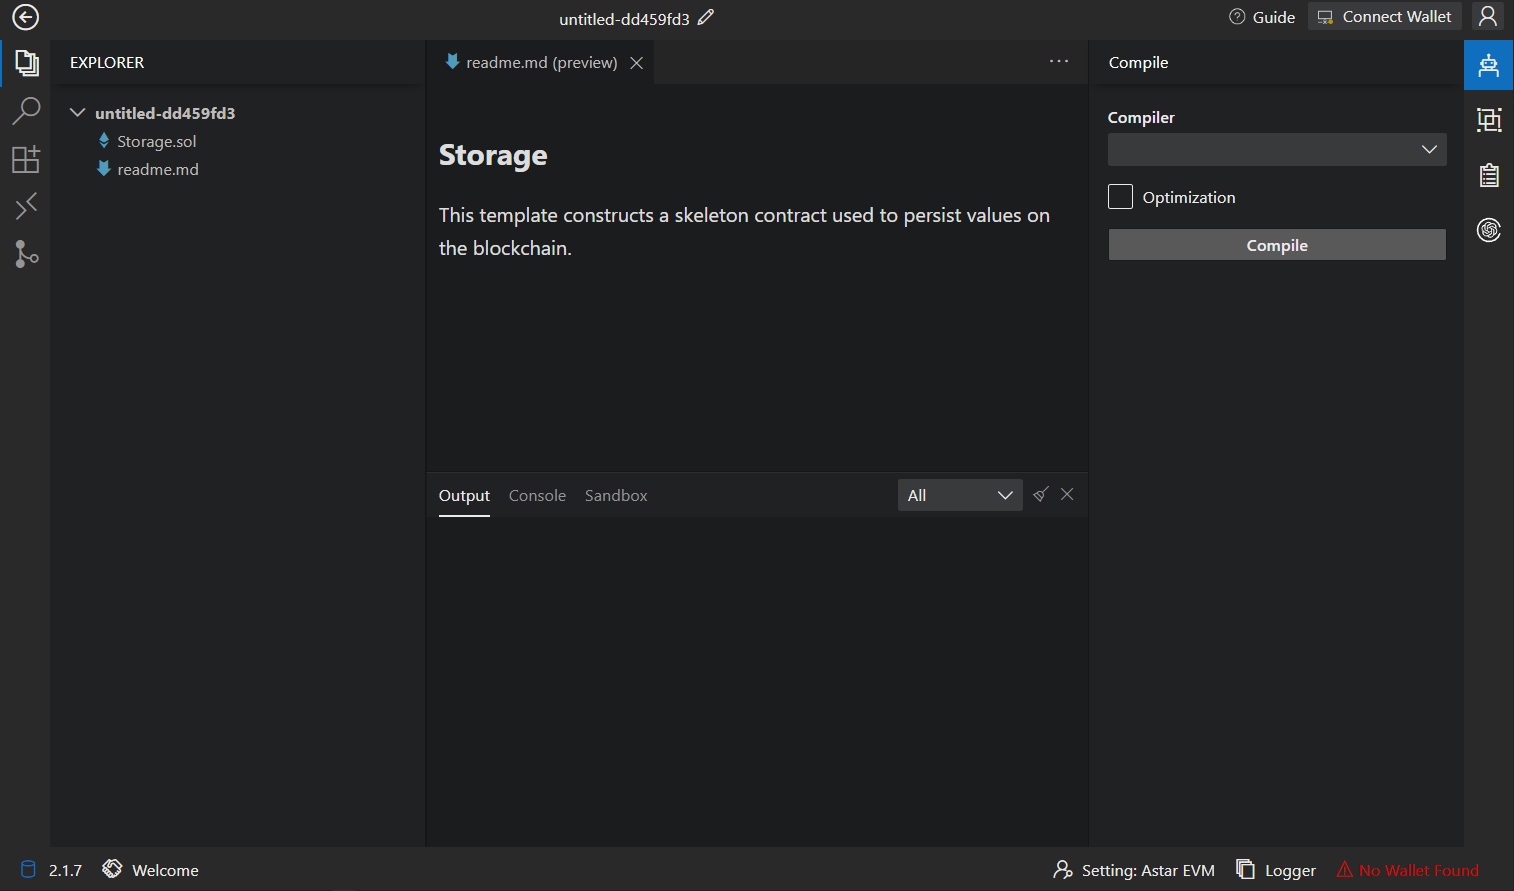 untitled-dd459fd3
Guide
Connect Wallet
EXPLORER
untitled-dd459fd3
Storage.sol
readme.md
readme.md (preview)
Storage
This template constructs a skeleton contract used to persist values on
the blockchain.
Output Console Sandbox
All
Compile
Compiler
Optimization
Compile
2.1.7
Welcome
Setting: Astar EVM
Logger
No Wallet Found